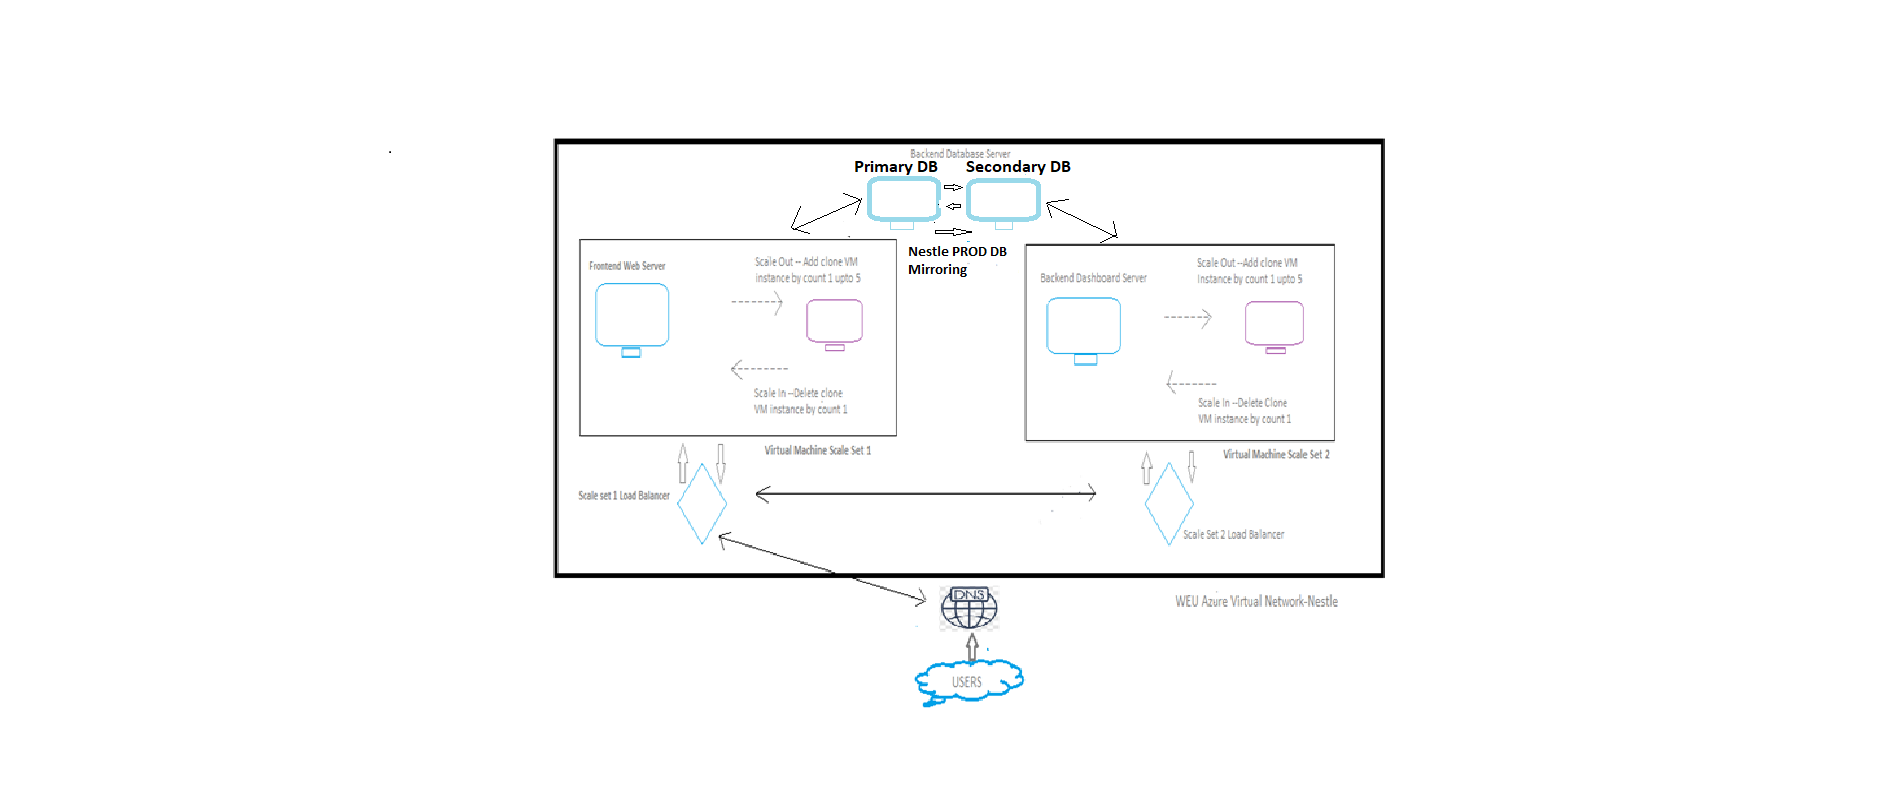 Backend Database Server
Primary DB
Secondary DB
Nestle PROD DB
Mirroring
Frontend Web Server
Scale Out -- Add clone VM
instance by count 1 upto 5
Scale In --Delete clone
VM instance by count 1
Virtual Machine Scale Set 1
Backend Dashboard Server
Scale Out --Add clone VM
Instance by count 1 upto 5
Scale In --Delete Clone
VM instance by count 1
Virtual Machine Scale Set 2
Scale set 1 Load Balancer
Scale Set 2 Load Balancer
DNS
WEU Azure Virtual Network-Nestle
USERS